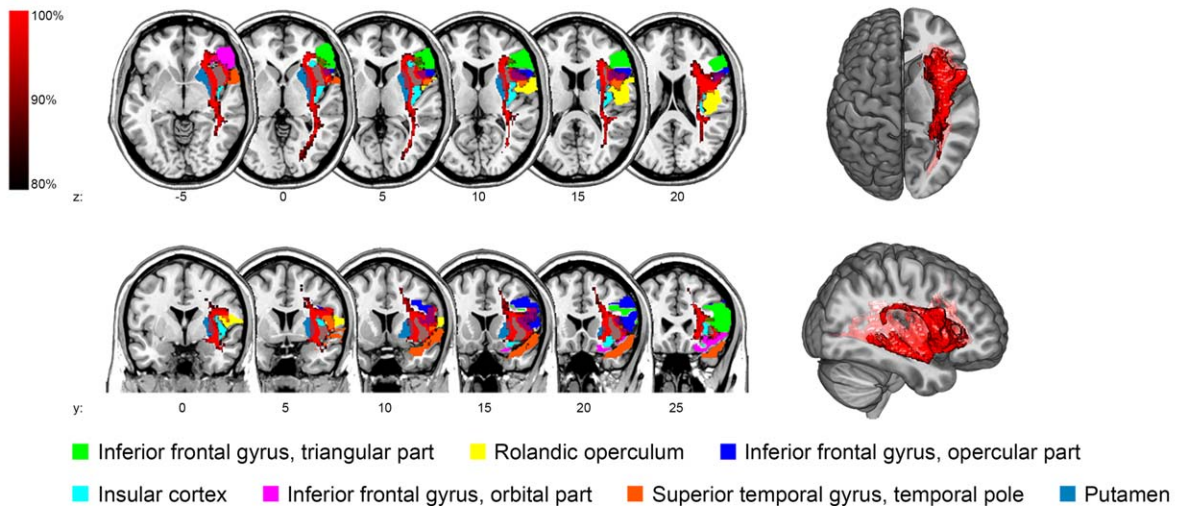 100%
90%
80%
z: -5 0 5 10 15 20
y: 0 5 10 15 20 25
Inferior frontal gyrus, triangular part Rolandic operculum Inferior frontal gyrus, opercular part
Insular cortex Inferior frontal gyrus, orbital part Superior temporal gyrus, temporal pole Putamen